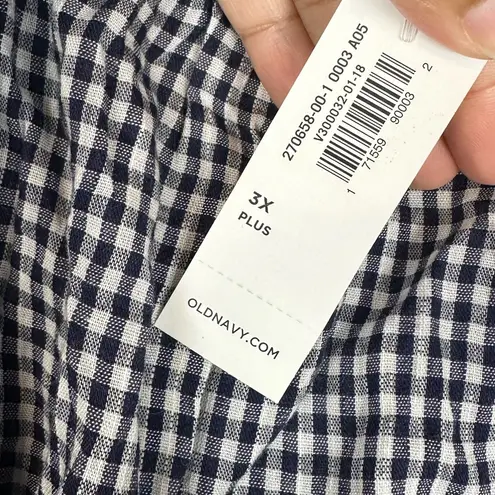 270658-00-1 0003 A05
V300032-01-18
1 71559 90003 2
3X
PLUS
OLDNAVY.COM